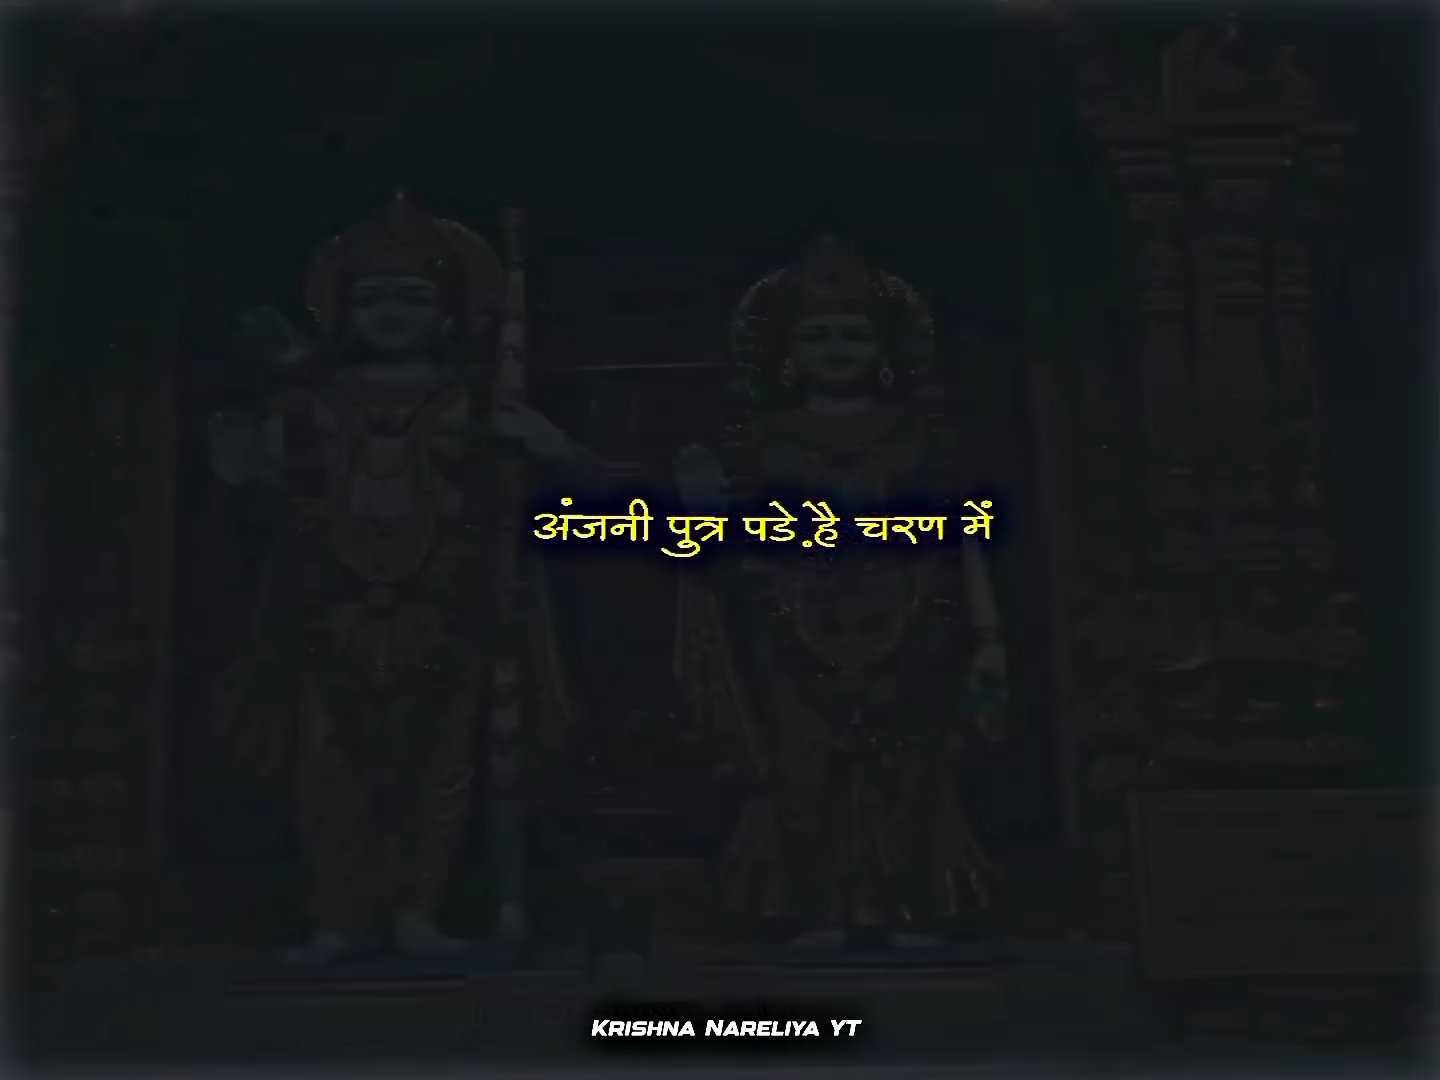 अंजनी पुत्र पडे़ है चरण में
KRISHNA NARELIYA YT